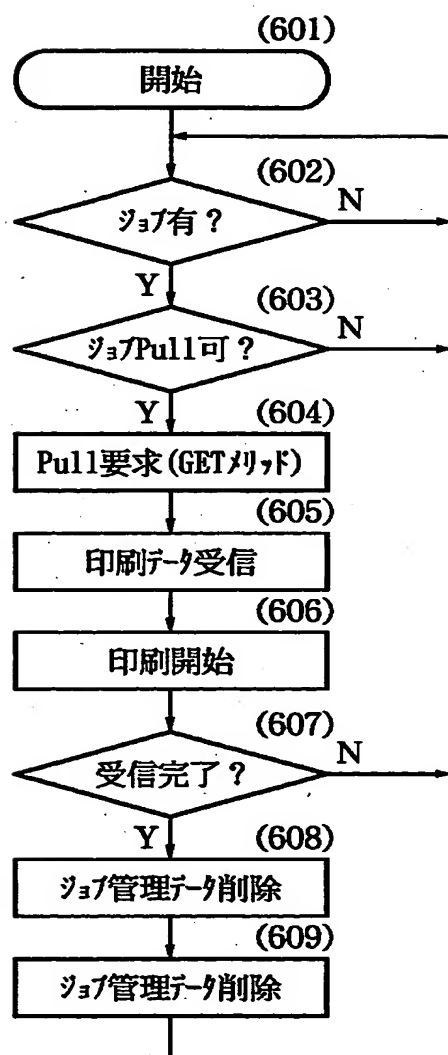 (601)
開始
(602)
ｼﾞｮﾌﾞ有？
N
Y
(603)
ｼﾞｮﾌﾞPull可？
N
Y
(604)
Pull要求(GETﾒﾘｯﾄﾞ)
(605)
印刷ﾃﾞｰﾀ受信
(606)
印刷開始
(607)
受信完了？
N
Y
(608)
ｼﾞｮﾌﾞ管理ﾃﾞｰﾀ削除
(609)
ｼﾞｮﾌﾞ管理ﾃﾞｰﾀ削除